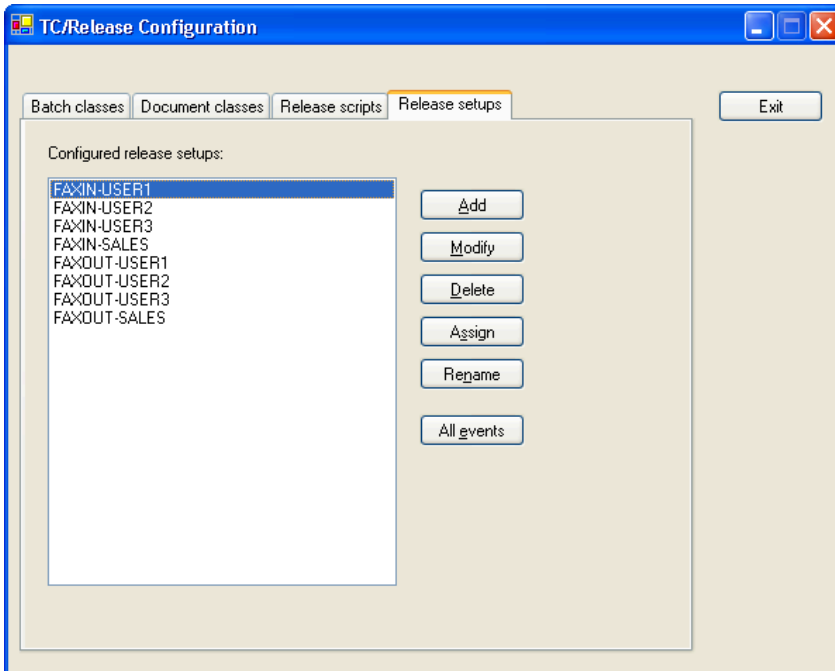 TC/Release Configuration
Batch classes Document classes Release scripts Release setups Exit
Configured release setups:
FAXIN-USER1
FAXIN-USER2
FAXIN-USER3
FAXIN-SALES
FAXOUT-USER1
FAXOUT-USER2
FAXOUT-USER3
FAXOUT-SALES
Add
Modify
Delete
Assign
Rename
All events